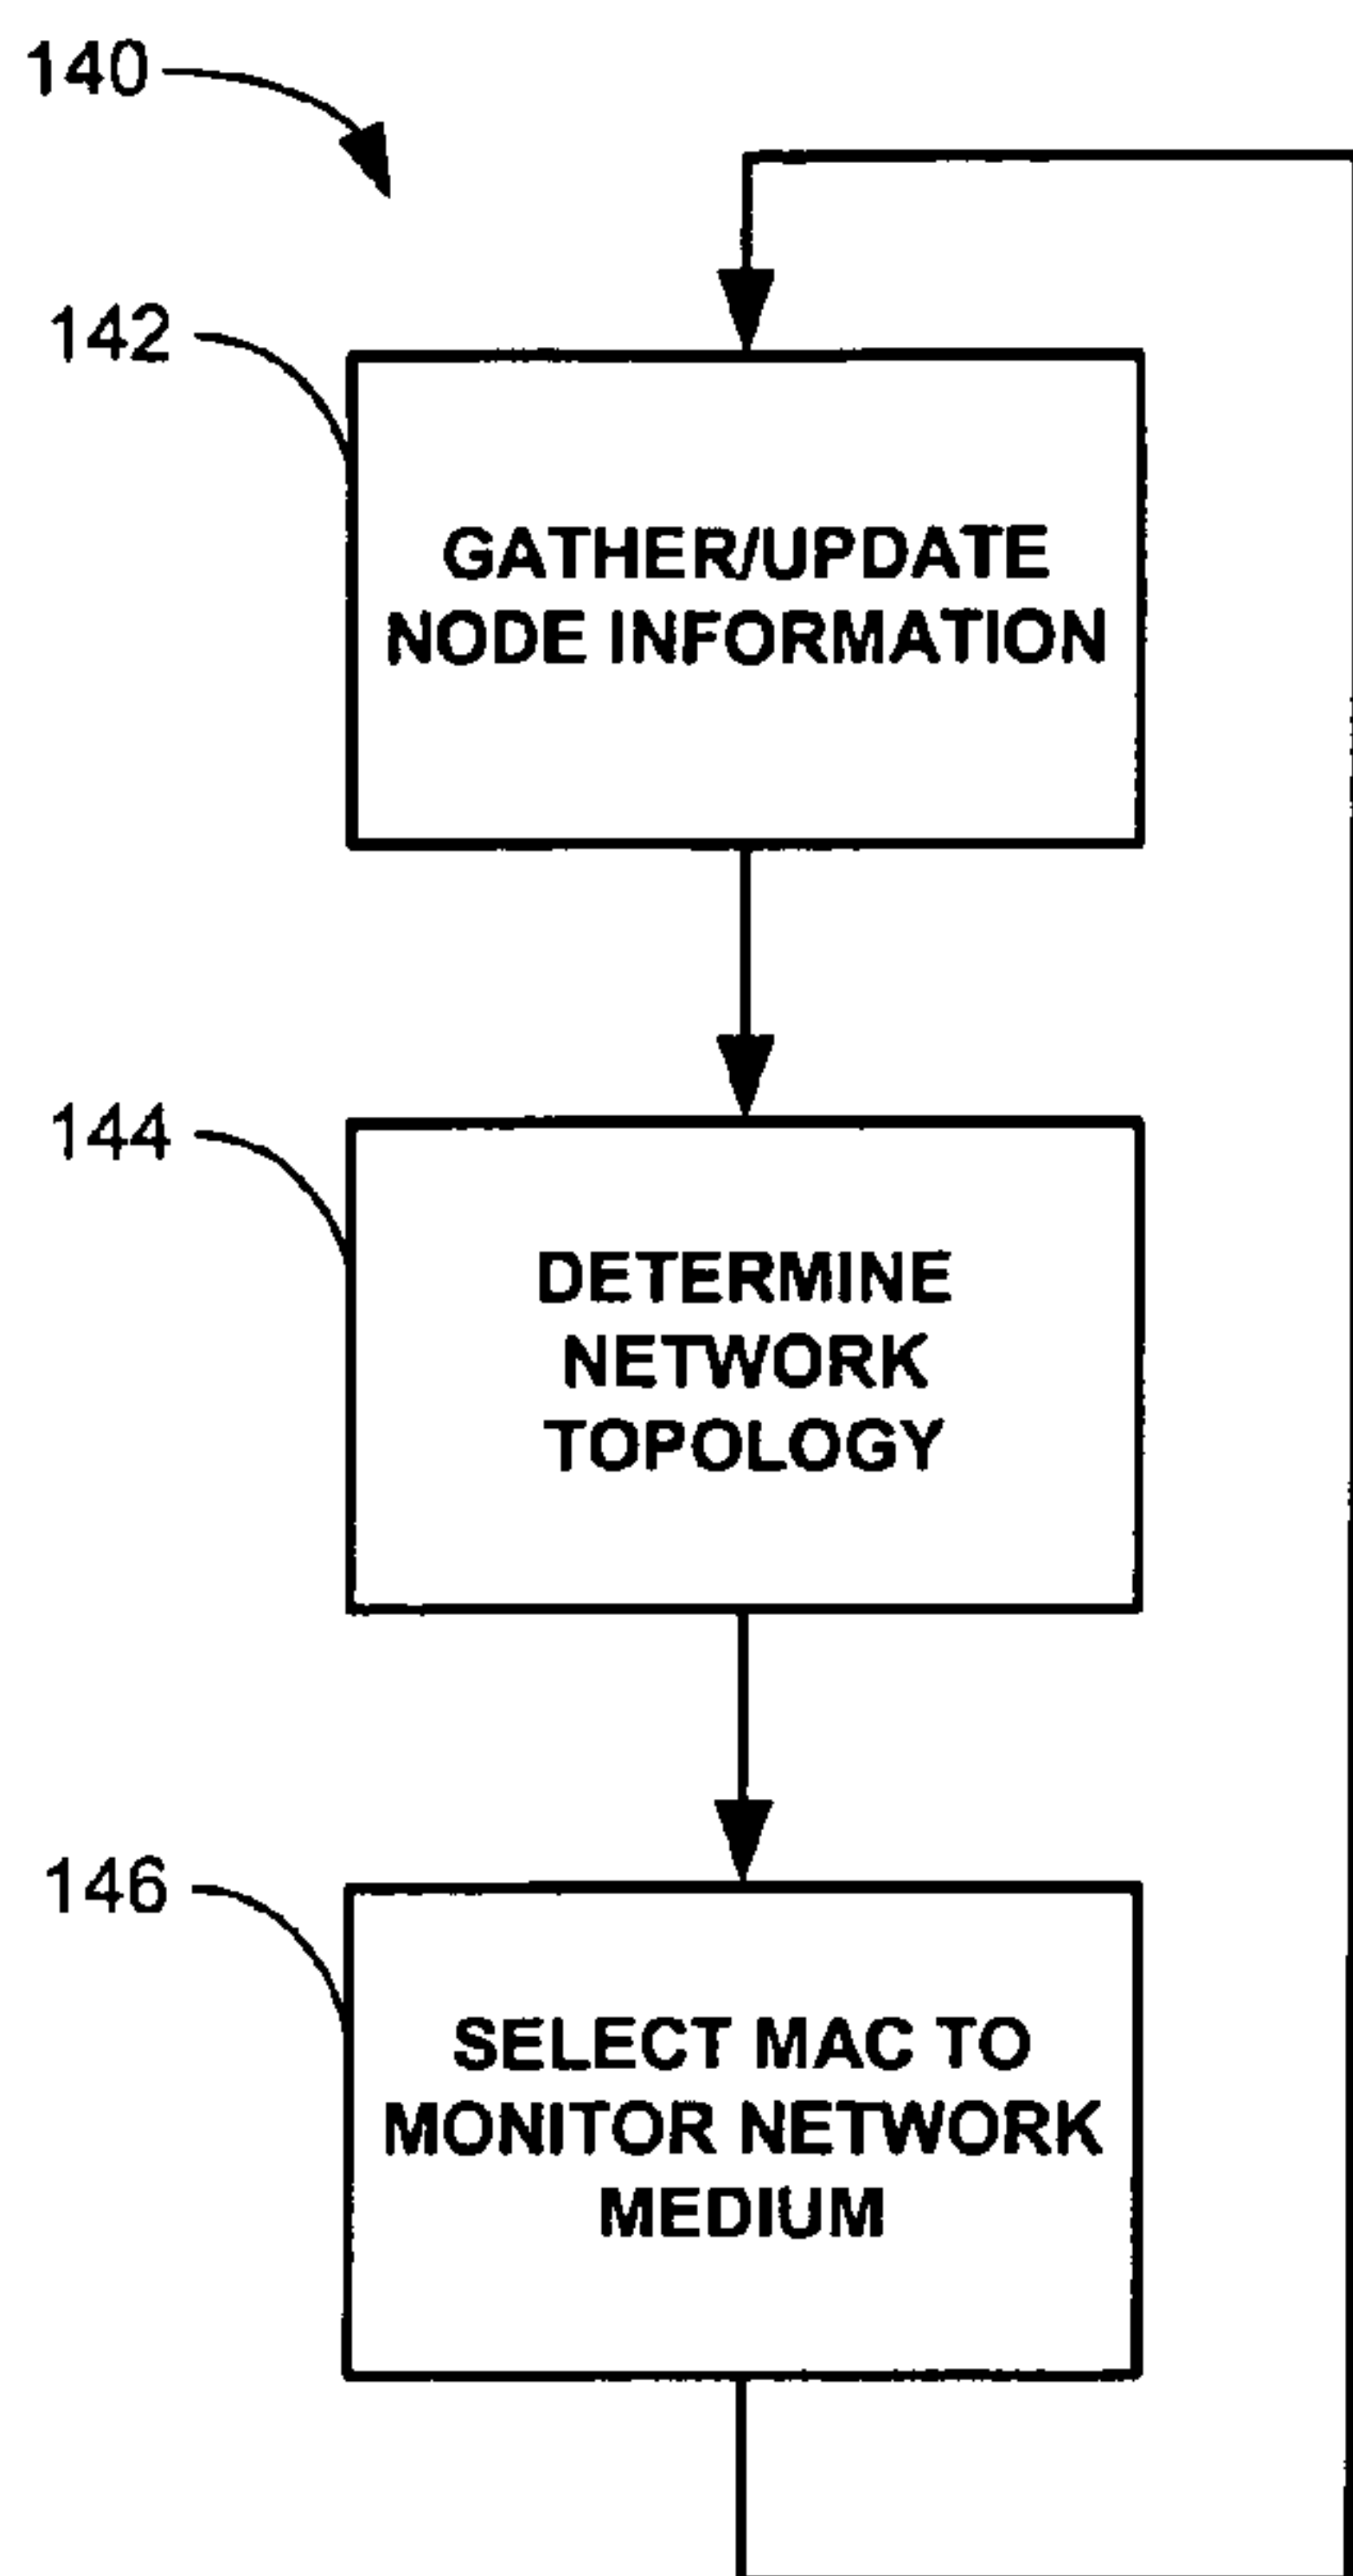 140
142
GATHER/UPDATE
NODE INFORMATION
144
DETERMINE
NETWORK
TOPOLOGY
146
SELECT MAC TO
MONITOR NETWORK
MEDIUM